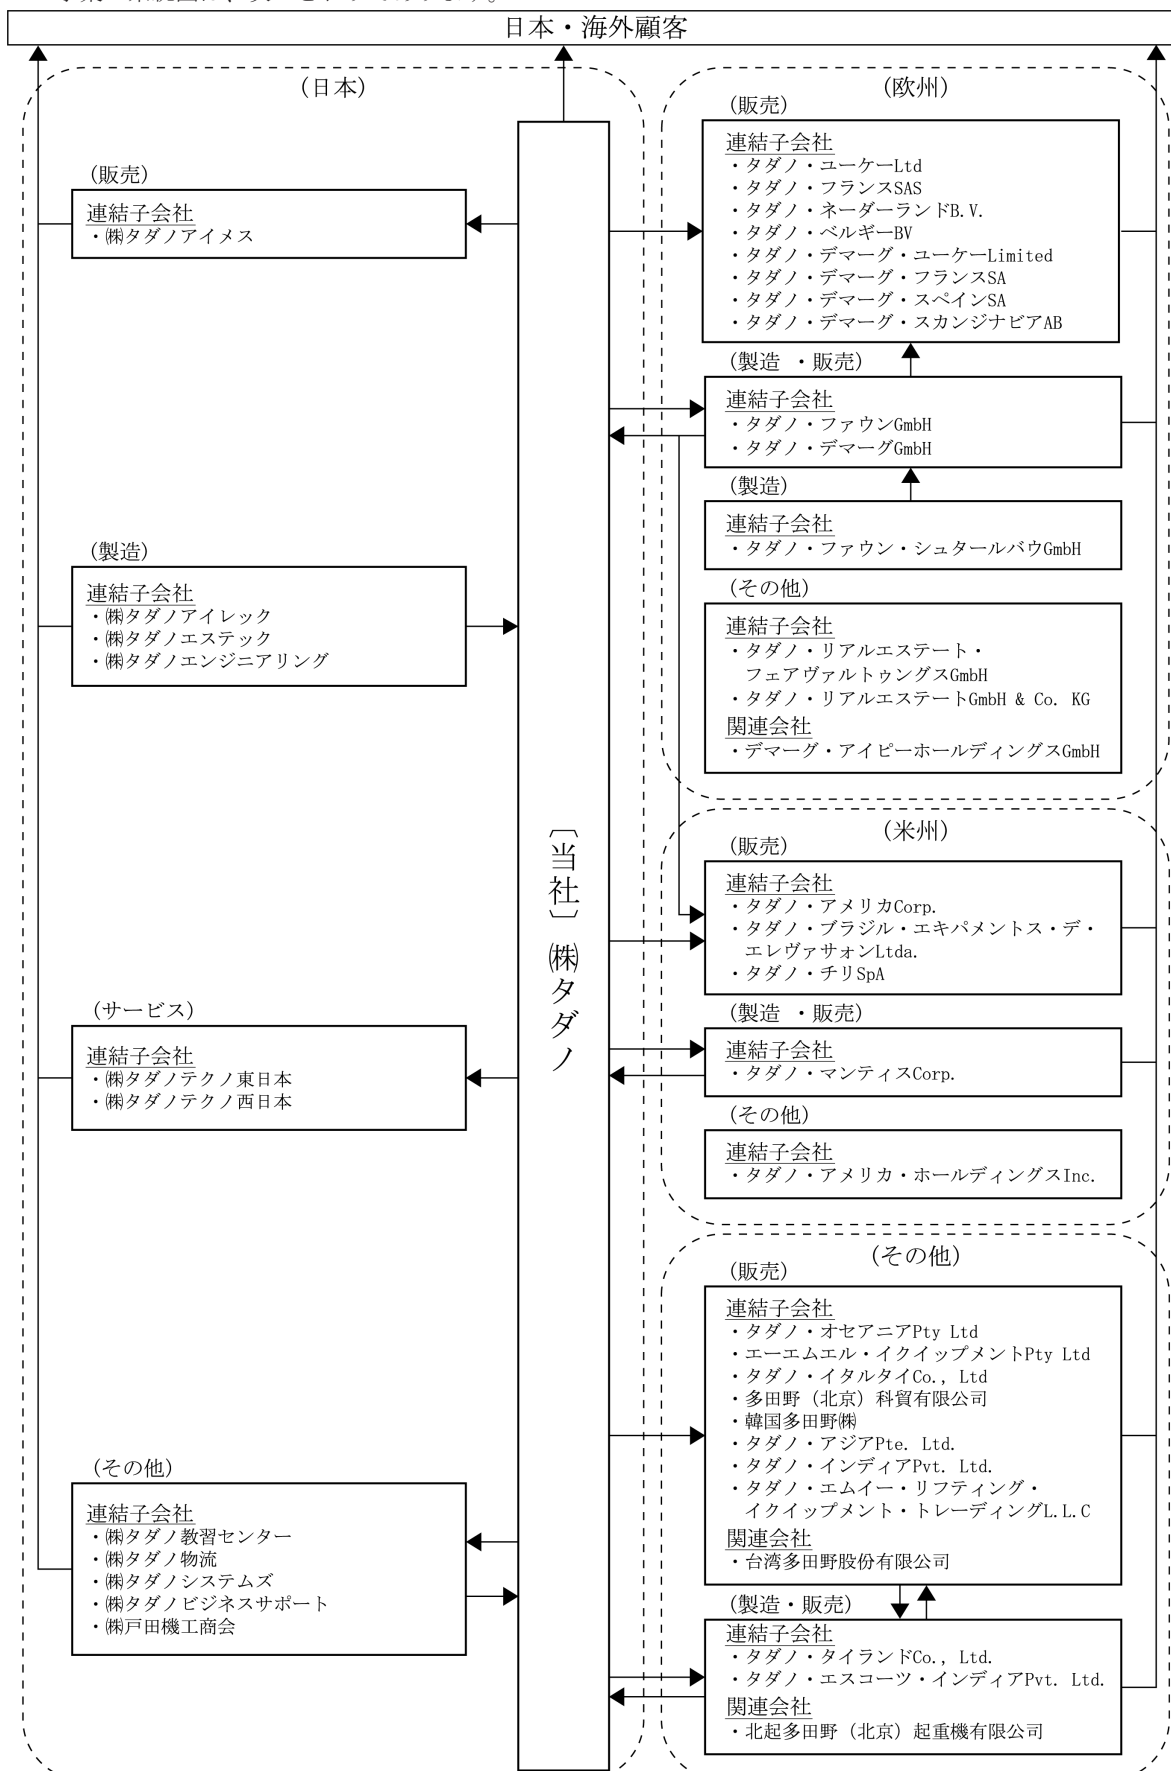 日本・海外顧客
(日本)
(販売)
連結子会社
・㈱タダノアイメス
(製造)
連結子会社
・㈱タダノアイレック
・㈱タダノエステック
・㈱タダノエンジニアリング
(サービス)
連結子会社
・㈱タダノテクノ東日本
・㈱タダノテクノ西日本
(その他)
連結子会社
・㈱タダノ教習センター
・㈱タダノ物流
・㈱タダノシステムズ
・㈱タダノビジネスサポート
・㈱戸田機工商会
〔当社〕㈱タダノ
(欧州)
(販売)
連結子会社
・タダノ・ユーケーLtd
・タダノ・フランスSAS
・タダノ・ネーダーランドB.V.
・タダノ・ベルギーBV
・タダノ・デマーグ・ユーケーLimited
・タダノ・デマーグ・フランスSA
・タダノ・デマーグ・スペインSA
・タダノ・デマーグ・スカンジナビアAB
(製造 ・販売)
連結子会社
・タダノ・ファウンGmbH
・タダノ・デマーグGmbH
(製造)
連結子会社
・タダノ・ファウン・シュタールバウGmbH
(その他)
連結子会社
・タダノ・リアルエステート・
フェアヴァルトゥングスGmbH
・タダノ・リアルエステートGmbH & Co. KG
関連会社
・デマーグ・アイピーホールディングスGmbH
(米州)
(販売)
連結子会社
・タダノ・アメリカCorp.
・タダノ・ブラジル・エキパメントス・デ・
エレヴァサォンLtda.
・タダノ・チリSpA
(製造 ・販売)
連結子会社
・タダノ・マンティスCorp.
(その他)
連結子会社
・タダノ・アメリカ・ホールディングスInc.
(その他)
(販売)
連結子会社
・タダノ・オセアニアPty Ltd
・エーエムエル・イクイップメントPty Ltd
・タダノ・イタルタイCo., Ltd
・多田野（北京）科貿有限公司
・韓国多田野㈱
・タダノ・アジアPte. Ltd.
・タダノ・インディアPvt. Ltd.
・タダノ・エムイー・リフティング・
イクイップメント・トレーディングL.L.C
関連会社
・台湾多田野股份有限公司
(製造・販売)
連結子会社
・タダノ・タイランドCo., Ltd.
・タダノ・エスコーツ・インディアPvt. Ltd.
関連会社
・北起多田野（北京）起重機有限公司